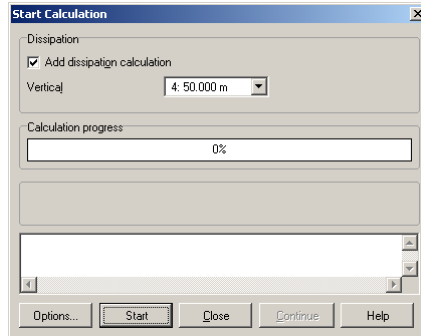 Start Calculation
Dissipation
Add dissipation calculation
Vertical 4: 50.000 m
Calculation progress
0%
Options... Start Close Continue Help